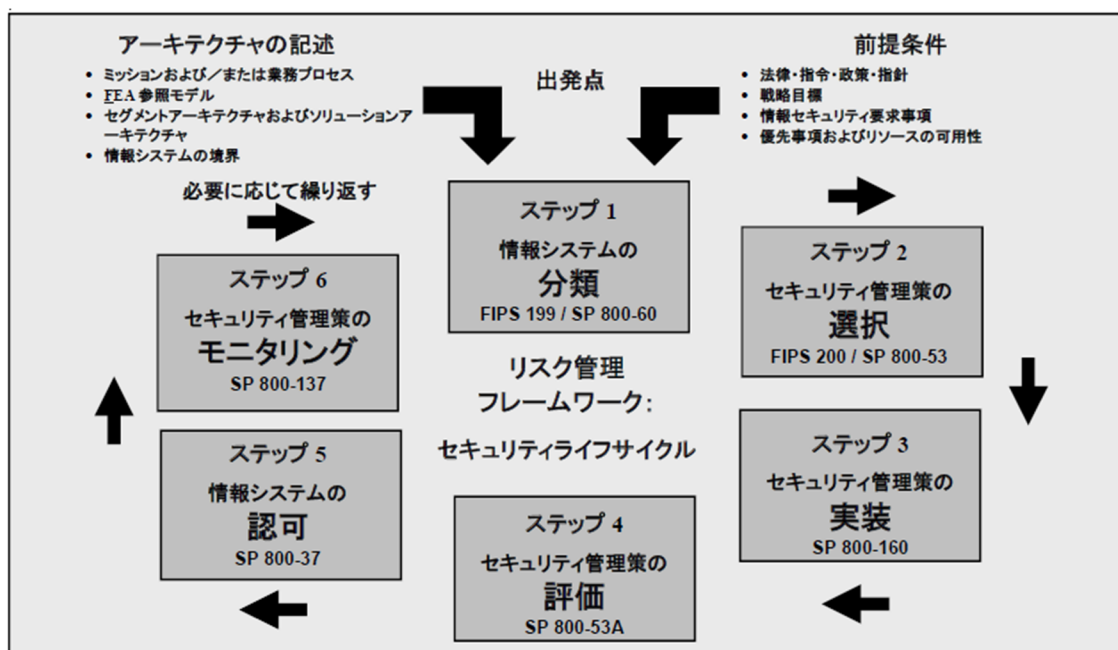 アーキテクチャの記述
• ミッションおよび／または業務プロセス
• FEA 参照モデル
• セグメントアーキテクチャおよびソリューションア
ーキテクチャ
• 情報システムの境界
出発点
前提条件
• 法律・指令・政策・指針
• 戦略目標
• 情報セキュリティ要求事項
• 優先事項およびリソースの可用性
必要に応じて繰り返す
ステップ 1
情報システムの
分類
FIPS 199 / SP 800-60
ステップ 2
セキュリティ管理策の
選択
FIPS 200 / SP 800-53
ステップ 6
セキュリティ管理策の
モニタリング
SP 800-137
リスク管理
フレームワーク：
セキュリティライフサイクル
ステップ 3
セキュリティ管理策の
実装
SP 800-160
ステップ 5
情報システムの
認可
SP 800-37
ステップ 4
セキュリティ管理策の
評価
SP 800-53A